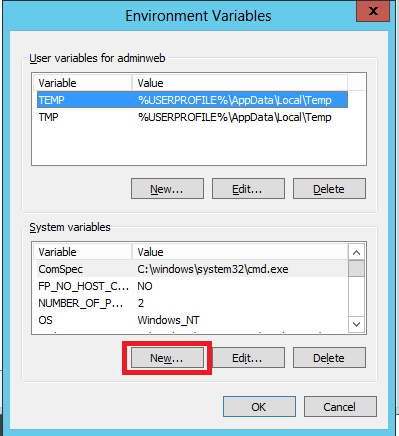 Environment Variables
x
User variables for adminweb
Variable Value
TEMP %USERPROFILE%\AppData\Local\Temp
TMP %USERPROFILE%\AppData\Local\Temp
New... Edit... Delete
System variables
Variable Value
ComSpec C:\windows\system32\cmd.exe
FP_NO_HOST_C... NO
NUMBER_OF_P... 2
OS Windows_NT
New... Edit... Delete
OK Cancel